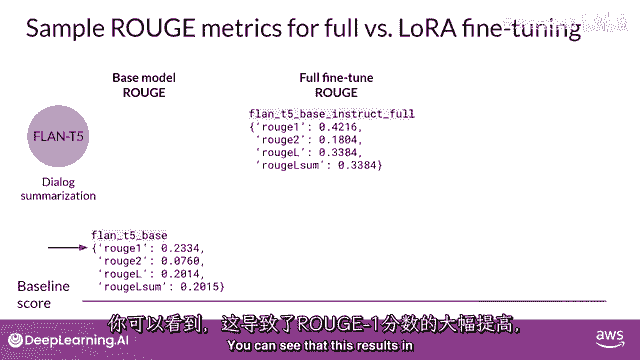 Sample ROUGE metrics for full vs. LoRA fine-tuning
Base model
ROUGE
Full fine-tune
ROUGE
flan_t5_base_instruct_full
{'rouge1': 0.4216,
'rouge2': 0.1804,
'rougeL': 0.3384,
'rougeLsum': 0.3384}
FLAN-T5
Dialog
summarization
flan_t5_base
{'rouge1': 0.2334,
'rouge2': 0.0760,
'rougeL': 0.2014,
'rougeLsum': 0.2015}
Baseline
score
你可以看到，这导致了ROUGE-1分数的大幅提高，
You can see that this results in
DeepLearning.AI
aws